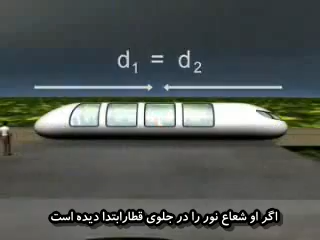 d₁ = d₂
اگر او شعاع نور را در جلوی قطارابتدا دیده است